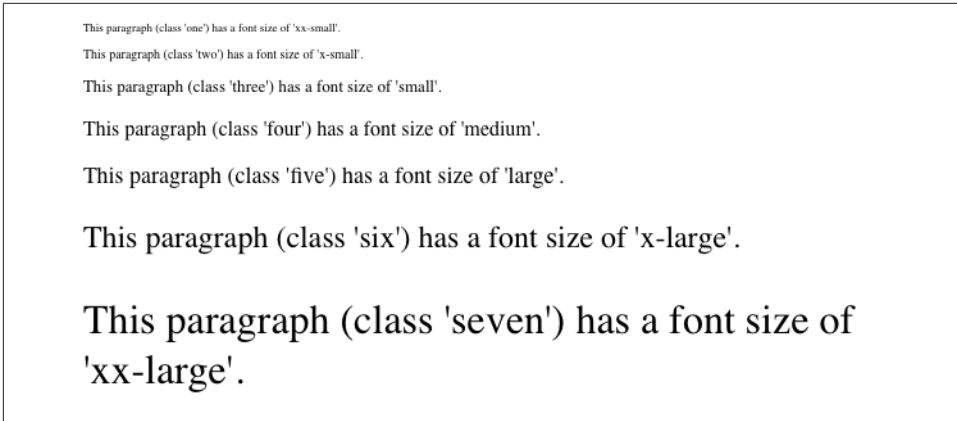 This paragraph (class 'one') has a font size of 'xx-small'.
This paragraph (class 'two') has a font size of 'x-small'.
This paragraph (class 'three') has a font size of 'small'.
This paragraph (class 'four') has a font size of 'medium'.
This paragraph (class 'five') has a font size of 'large'.
This paragraph (class 'six') has a font size of 'x-large'.
This paragraph (class 'seven') has a font size of
'xx-large'.